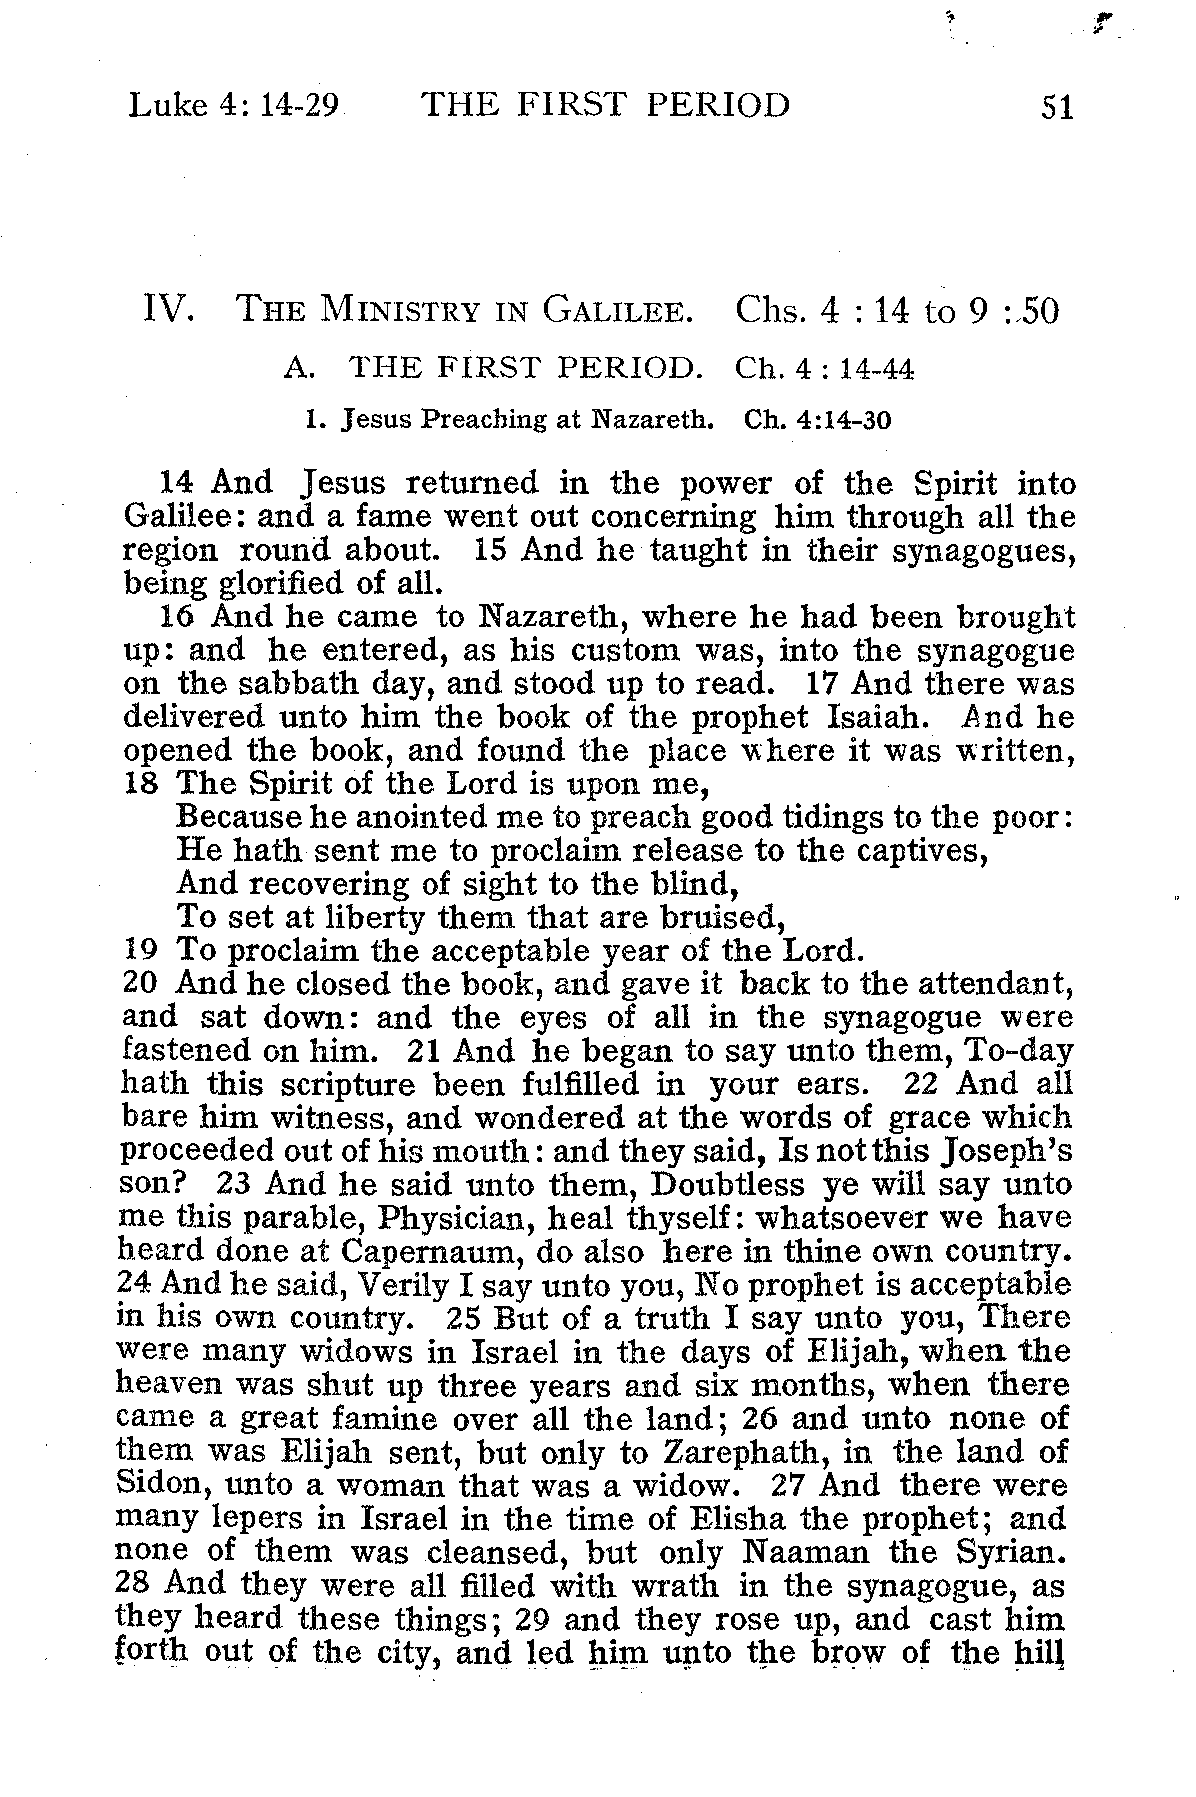 Luke 4: 14-29 THE FIRST PERIOD 51
IV. THE MINISTRY IN GALILEE. Chs. 4 : 14 to 9 : 50
A. THE FIRST PERIOD. Ch. 4 : 14-44
1. Jesus Preaching at Nazareth. Ch. 4:14-30
14 And Jesus returned in the power of the Spirit into
Galilee: and a fame went out concerning him through all the
region round about. 15 And he taught in their synagogues,
being glorified of all.
16 And he came to Nazareth, where he had been brought
up: and he entered, as his custom was, into the synagogue
on the sabbath day, and stood up to read. 17 And there was
delivered unto him the book of the prophet Isaiah. And he
opened the book, and found the place where it was written,
18 The Spirit of the Lord is upon me,
Because he anointed me to preach good tidings to the poor:
He hath sent me to proclaim release to the captives,
And recovering of sight to the blind,
To set at liberty them that are bruised,
19 To proclaim the acceptable year of the Lord.
20 And he closed the book, and gave it back to the attendant,
and sat down: and the eyes of all in the synagogue were
fastened on him. 21 And he began to say unto them, To-day
hath this scripture been fulfilled in your ears. 22 And all
bare him witness, and wondered at the words of grace which
proceeded out of his mouth: and they said, Is not this Joseph's
son? 23 And he said unto them, Doubtless ye will say unto
me this parable, Physician, heal thyself: whatsoever we have
heard done at Capernaum, do also here in thine own country.
24 And he said, Verily I say unto you, No prophet is acceptable
in his own country. 25 But of a truth I say unto you, There
were many widows in Israel in the days of Elijah, when the
heaven was shut up three years and six months, when there
came a great famine over all the land; 26 and unto none of
them was Elijah sent, but only to Zarephath, in the land of
Sidon, unto a woman that was a widow. 27 And there were
many lepers in Israel in the time of Elisha the prophet; and
none of them was cleansed, but only Naaman the Syrian.
28 And they were all filled with wrath in the synagogue, as
they heard these things; 29 and they rose up, and cast him
forth out of the city, and led him unto the brow of the hill